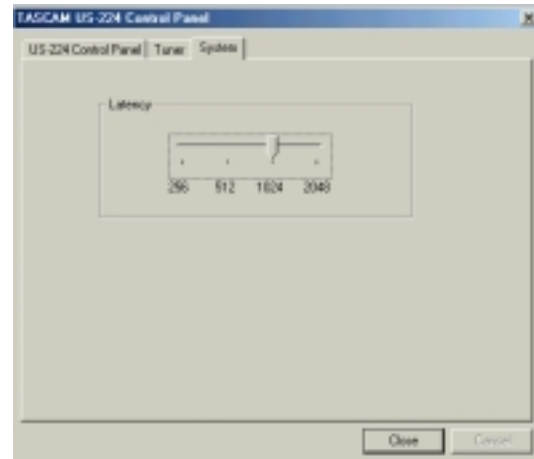 TASCAM US-224 Control Panel
US-224 Control Panel Tuner System
Latency
256 512 1024 2048
Close Cancel